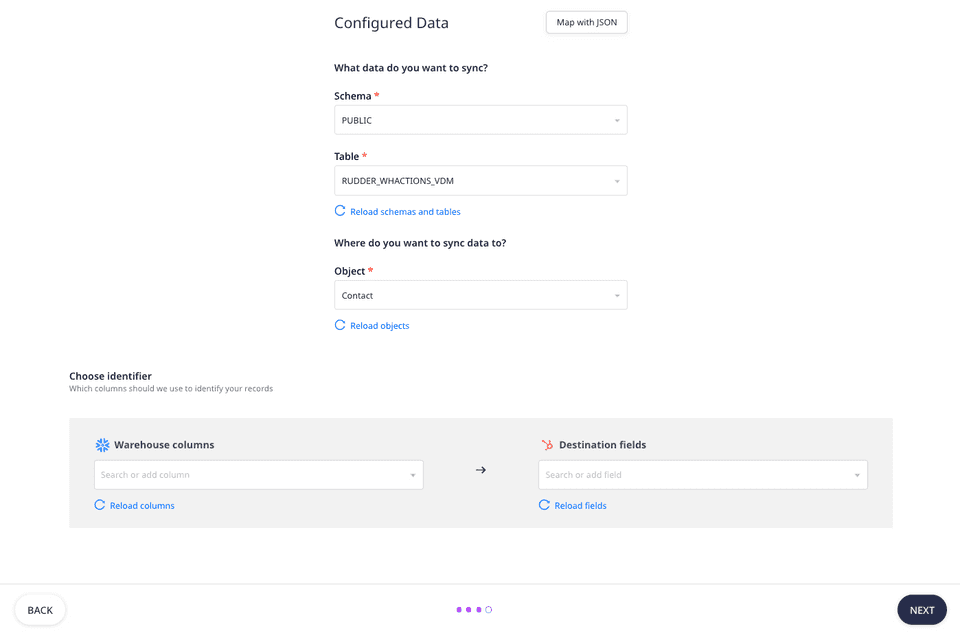 Configured Data
Map with JSON
What data do you want to sync?
Schema *
PUBLIC
Table *
RUDDER_WHACTIONS_VDM
Reload schemas and tables
Where do you want to sync data to?
Object *
Contact
Reload objects
Choose identifier
Which columns should we use to identify your records
Warehouse columns
Destination fields
Search or add column
Search or add field
Reload columns
Reload fields
BACK
NEXT